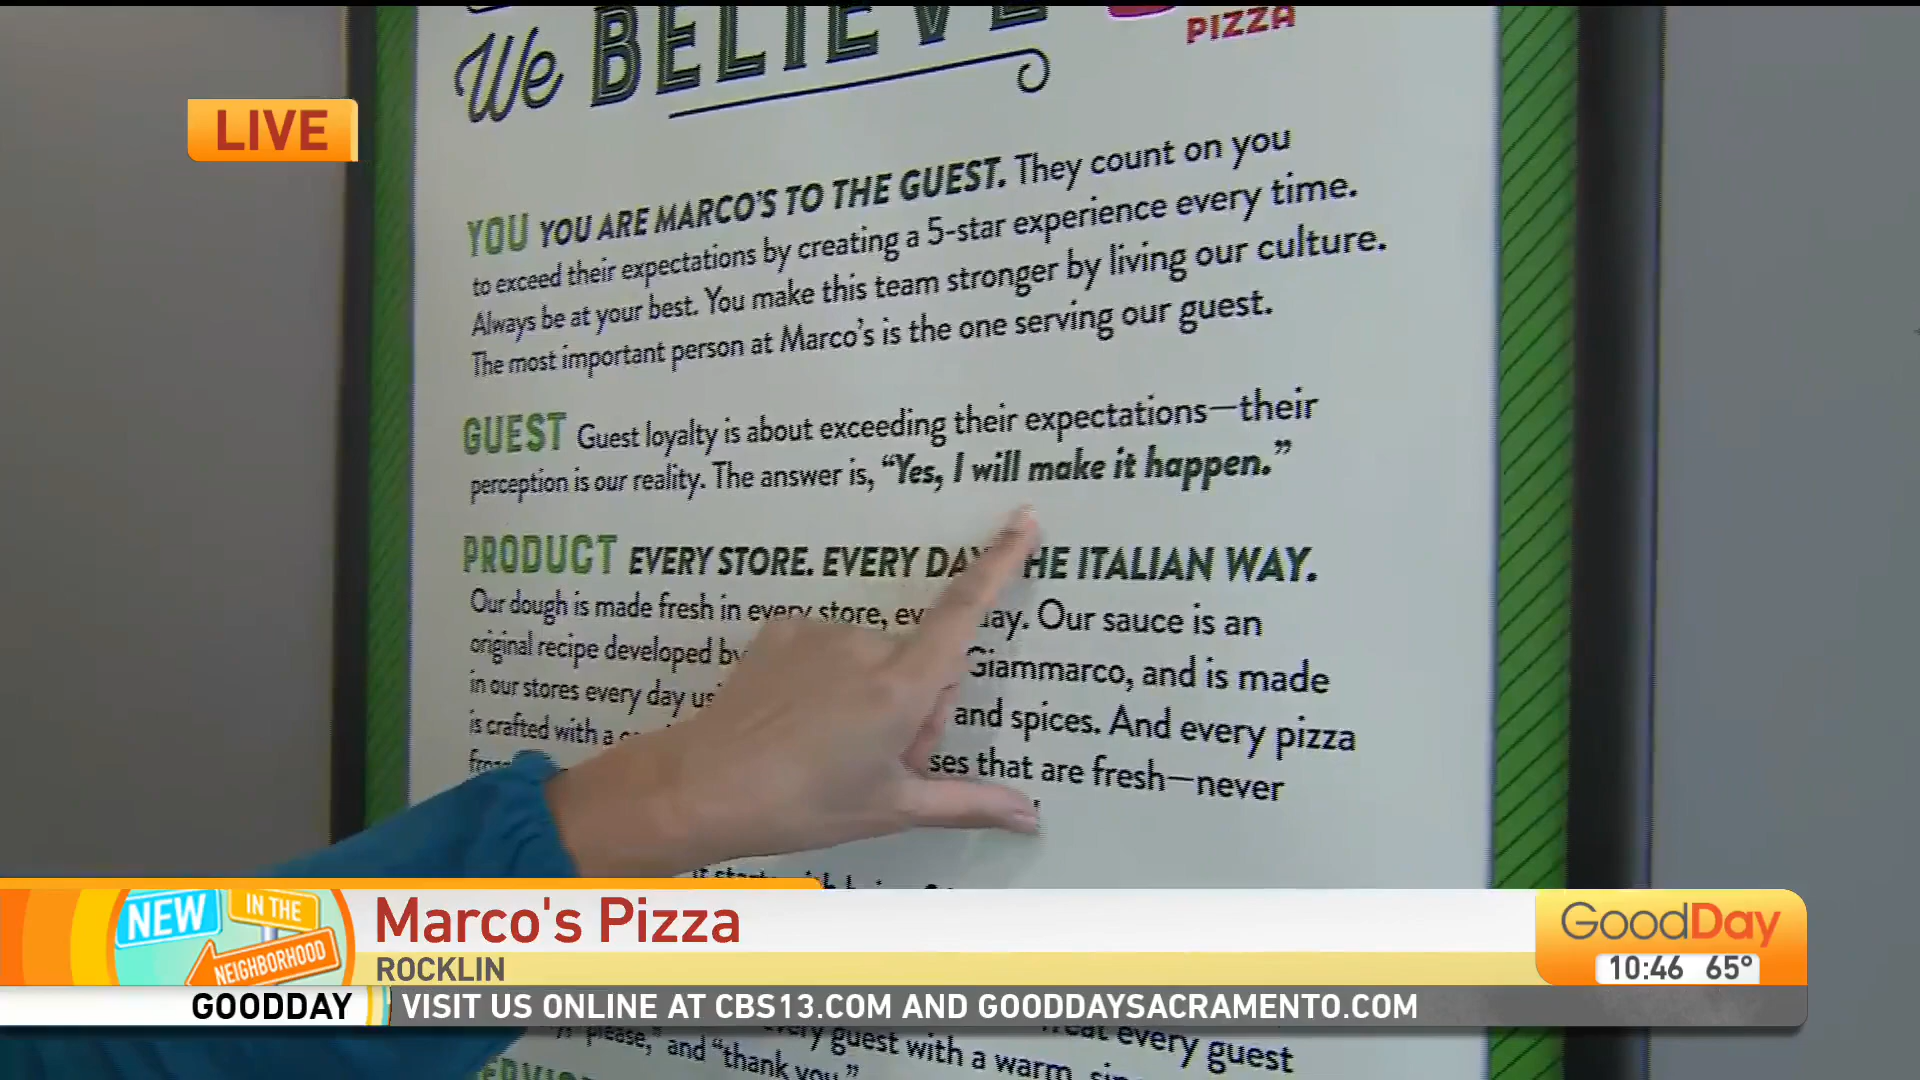 We BELIEVE
PIZZA
LIVE
YOU YOU ARE MARCO'S TO THE GUEST. They count on you
to exceed their expectations by creating a 5-star experience every time.
Always be at your best. You make this team stronger by living our culture.
The most important person at Marco's is the one serving our guest.
GUEST Guest loyalty is about exceeding their expectations—their
perception is our reality. The answer is, "Yes, I will make it happen."
PRODUCT EVERY STORE. EVERY DAY. HE ITALIAN WAY.
Our dough is made fresh in every store, ev ay. Our sauce is an
original recipe developed by Giammarco, and is made
in our stores every day us and spices. And every pizza
is crafted with a ses that are fresh—never
NEW IN THE NEIGHBORHOOD
Marco's Pizza
ROCKLIN
GoodDay
10:46 65°
GOODDAY VISIT US ONLINE AT CBS13.COM AND GOODDAYSACRAMENTO.COM
every guest
"please," and "thank you." guest with a warm,